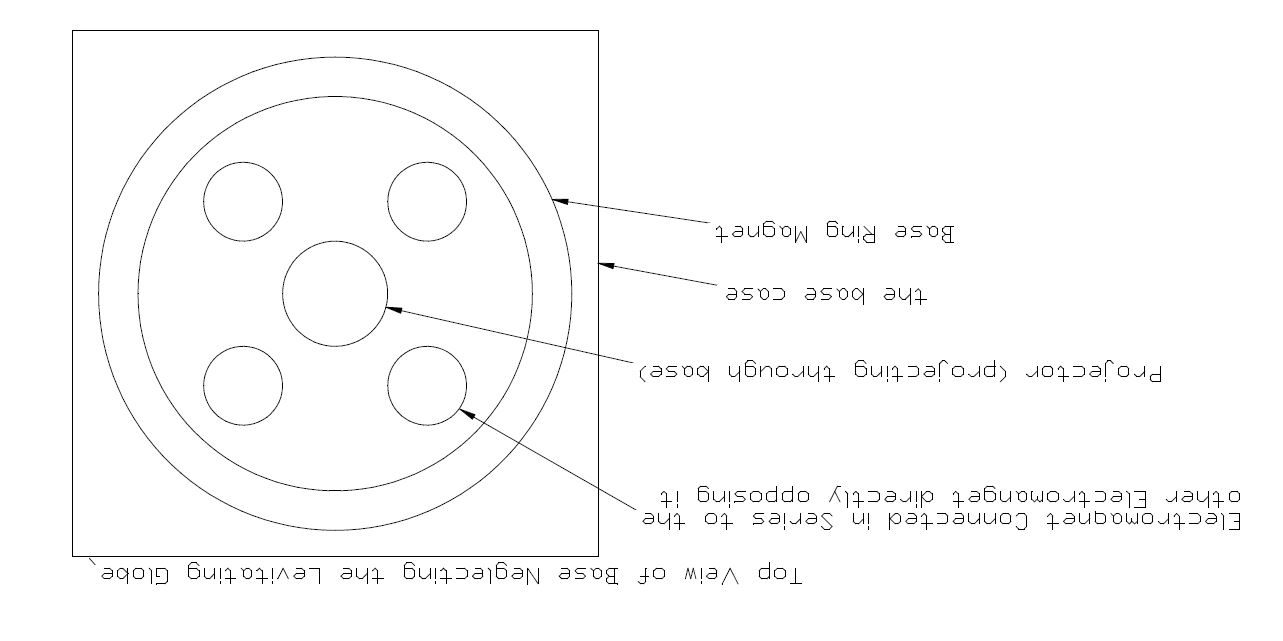 Top Veiw of Base Neglecting the Levitating Globe
Electromagnet Connected in Series to the
other Electromanget directly opposing it
Projector (projecting through base)
the base case
Base Ring Magnet